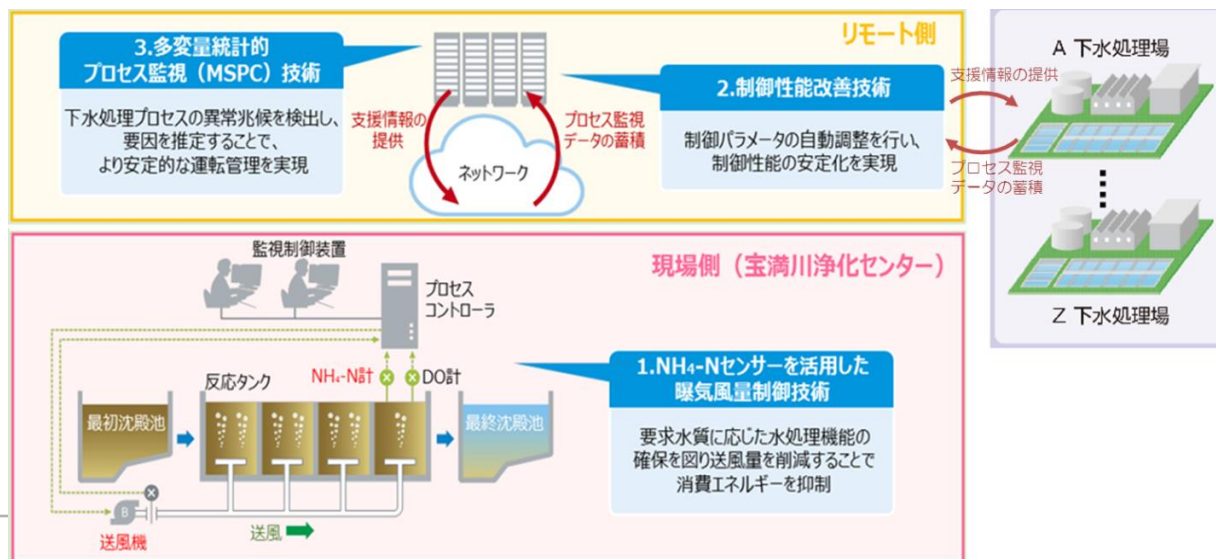 リモート側
3.多変量統計的
プロセス監視（MSPC）技術
下水処理プロセスの異常兆候を検出し、
要因を推定することで、
より安定的な運転管理を実現
支援情報の
提供
プロセス監視
データの蓄積
ネットワーク
2.制御性能改善技術
制御パラメータの自動調整を行い、
制御性能の安定化を実現
支援情報の提供
プロセス監視
データの蓄積
A 下水処理場
Z 下水処理場
現場側（宝満川浄化センター）
監視制御装置
プロセス
コントローラ
反応タンク
NH₄-N計
DO計
最初沈殿池
最終沈殿池
B
送風機
送風
1.NH₄-Nセンサーを活用した
曝気風量制御技術
要求水質に応じた水処理機能の
確保を図り送風量を削減することで
消費エネルギーを抑制